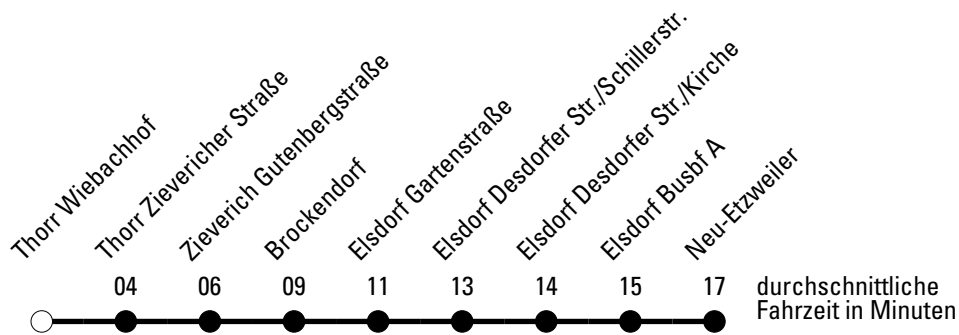 Thorr Wiebachhof
Thorr Zievericher Straße
Zieverich Gutenbergstraße
Brockendorf
Elsdorf Gartenstraße
Elsdorf Desdorfer Str./Schillerstr.
Elsdorf Desdorfer Str./Kirche
Elsdorf Busbf A
Neu-Etzweiler
04 06 09 11 13 14 15 17
durchschnittliche
Fahrzeit in Minuten